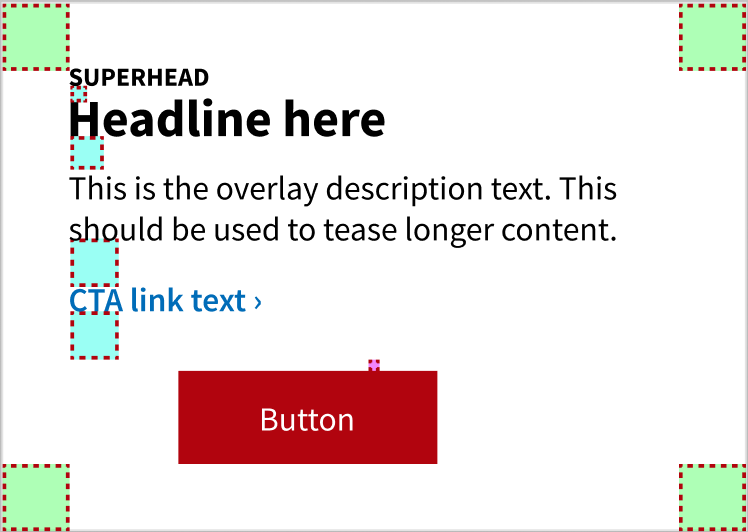 SUPERHEAD
Headline here
This is the overlay description text. This
should be used to tease longer content.
CTA link text ›
Button